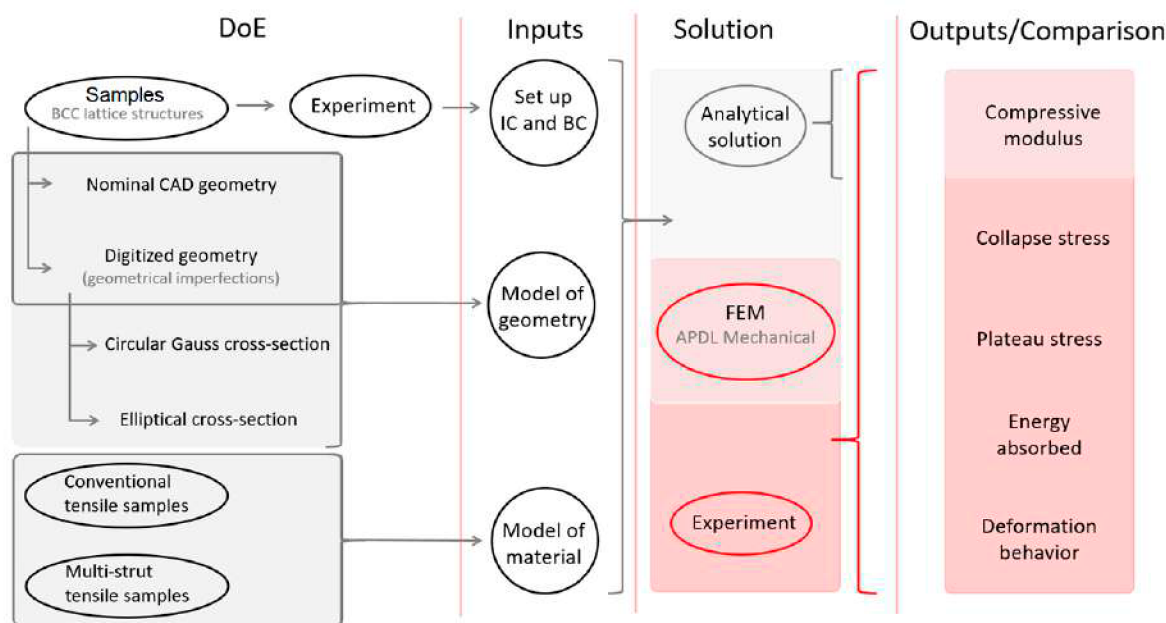 DoE
Samples
BCC lattice structures
Experiment
Nominal CAD geometry
Digitized geometry
(geometrical imperfections)
Circular Gauss cross-section
Elliptical cross-section
Conventional
tensile samples
Multi-strut
tensile samples
Inputs
Set up
IC and BC
Model of
geometry
Model of
material
Solution
Analytical
solution
FEM
APDL Mechanical
Experiment
Outputs/Comparison
Compressive
modulus
Collapse stress
Plateau stress
Energy
absorbed
Deformation
behavior